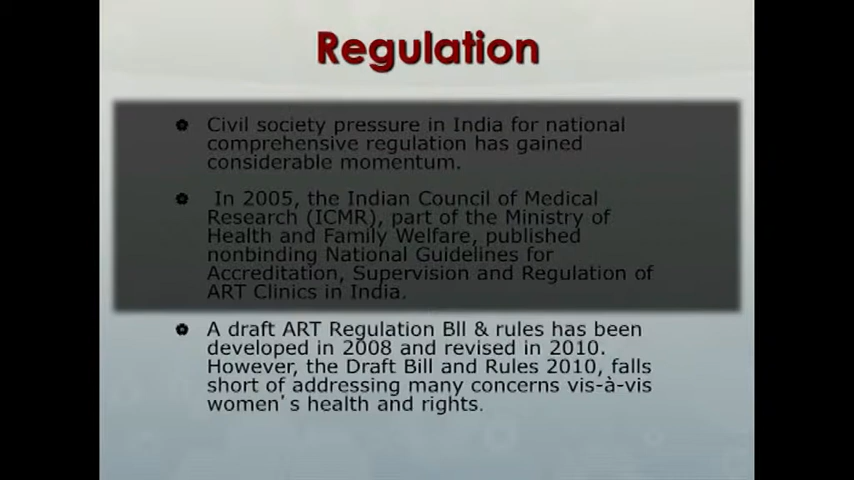 Regulation
Civil society pressure in India for national
comprehensive regulation has gained
considerable momentum.
In 2005, the Indian Council of Medical
Research (ICMR), part of the Ministry of
Health and Family Welfare, published
nonbinding National Guidelines for
Accreditation, Supervision and Regulation of
ART Clinics in India.
A draft ART Regulation Bll & rules has been
developed in 2008 and revised in 2010.
However, the Draft Bill and Rules 2010, falls
short of addressing many concerns vis-à-vis
women's health and rights.